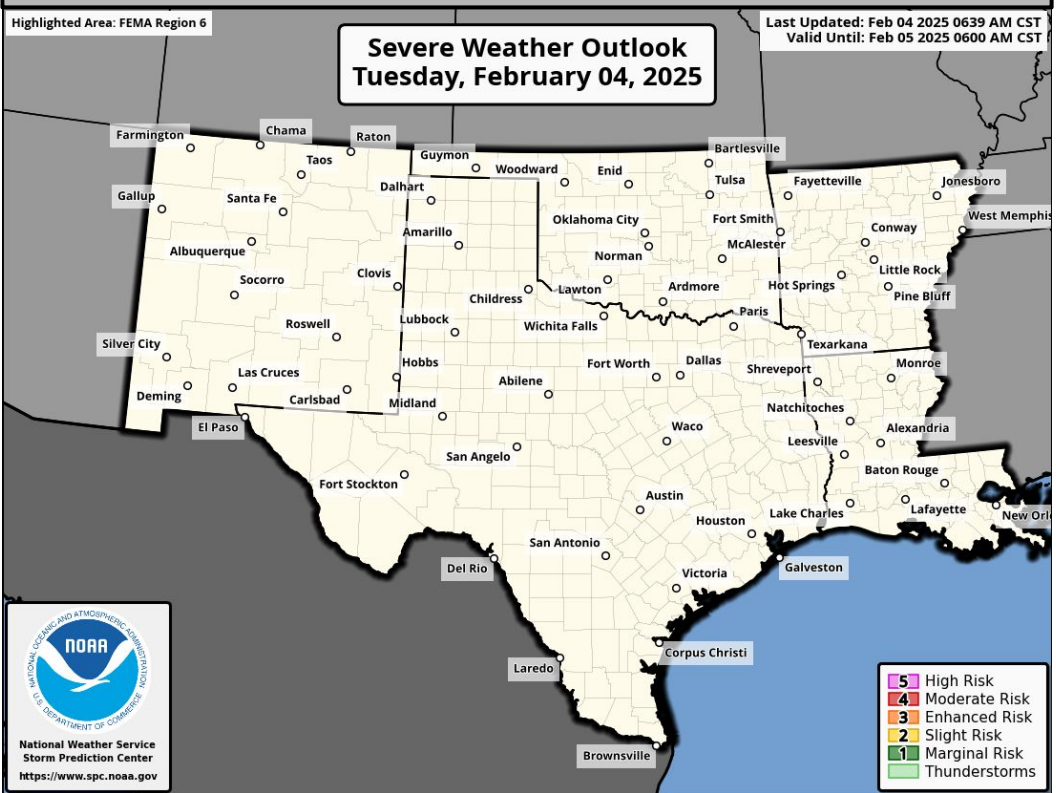 Highlighted Area: FEMA Region 6
Last Updated: Feb 04 2025 0639 AM CST
Valid Until: Feb 05 2025 0600 AM CST
Severe Weather Outlook
Tuesday, February 04, 2025
Farmington
Chama
Raton
Taos
Guymon
Woodward
Enid
Bartlesville
Tulsa
Fayetteville
Jonesboro
Gallup
Santa Fe
Dalhart
Oklahoma City
Fort Smith
West Memphis
Albuquerque
Amarillo
Norman
McAlester
Conway
Socorro
Clovis
Childress
Lawton
Ardmore
Hot Springs
Little Rock
Pine Bluff
Roswell
Lubbock
Wichita Falls
Paris
Texarkana
Silver City
Las Cruces
Hobbs
Fort Worth
Dallas
Shreveport
Monroe
Deming
Carlsbad
Midland
Abilene
Natchitoches
El Paso
Waco
Leesville
Alexandria
San Angelo
Fort Stockton
Baton Rouge
Austin
Houston
Lake Charles
Lafayette
New Orl
Del Rio
San Antonio
Galveston
Victoria
Laredo
Corpus Christi
Brownsville
NATIONAL OCEANIC AND ATMOSPHERIC ADMINISTRATION
NOAA
U.S. DEPARTMENT OF COMMERCE
National Weather Service
Storm Prediction Center
https://www.spc.noaa.gov
5 High Risk
4 Moderate Risk
3 Enhanced Risk
2 Slight Risk
1 Marginal Risk
Thunderstorms